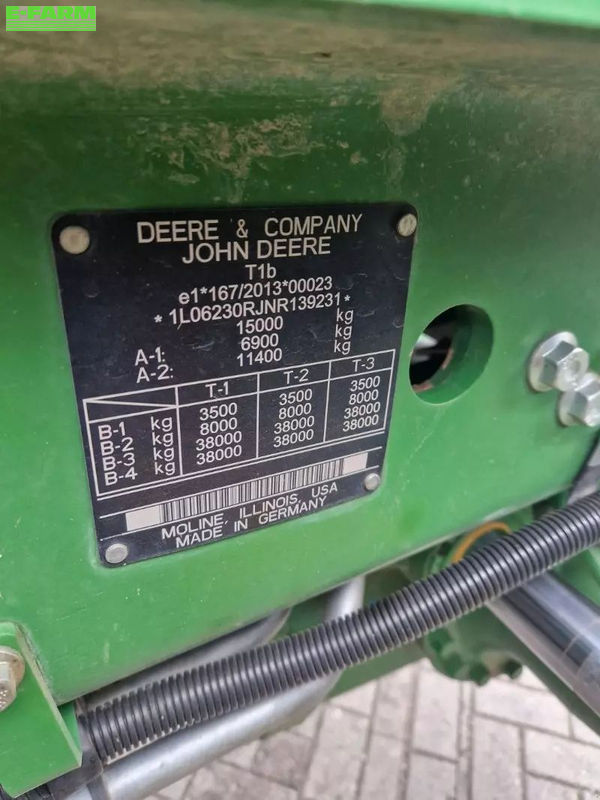 e-FARM
DEERE & COMPANY
JOHN DEERE
T1b
e1*167/2013*00023
*1L06230RJNR139231*
15000 kg
A-1: 6900 kg
A-2: 11400 kg
T-1 T-2 T-3
B-1 kg 3500 3500 3500
B-2 kg 8000 8000 8000
B-3 kg 38000 38000 38000
B-4 kg 38000 38000 38000
MOLINE, ILLINOIS, USA
MADE IN GERMANY